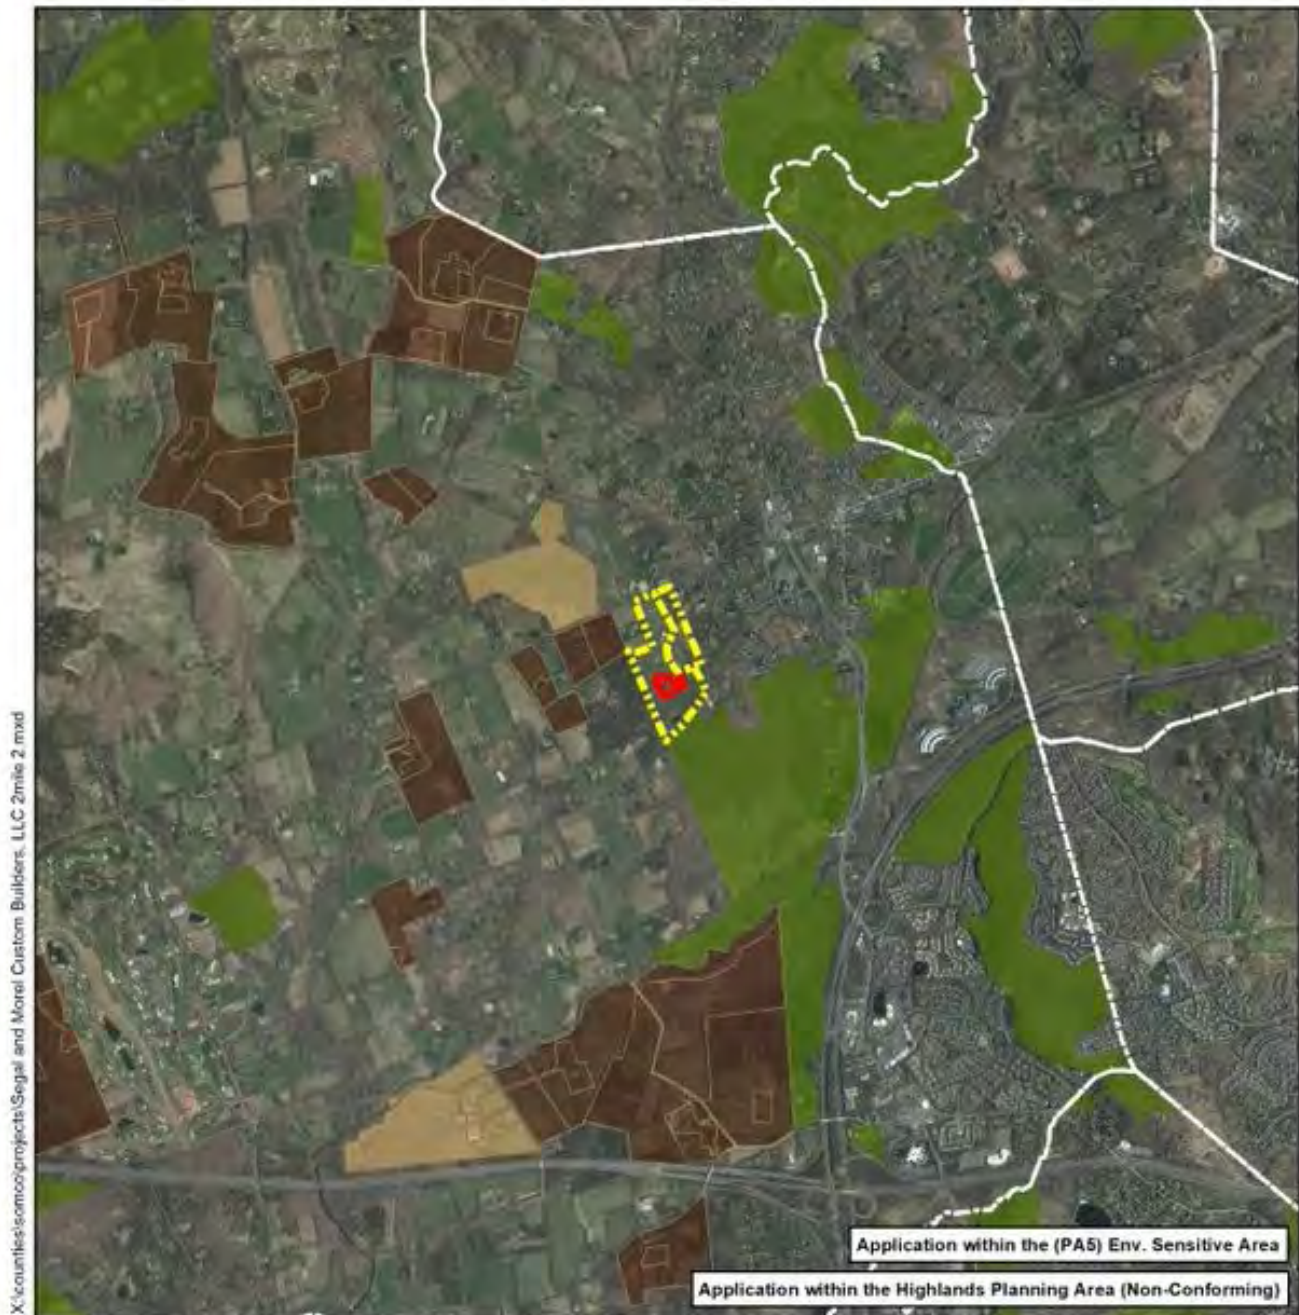 X:\counties\somco\projects\Segal and Morel Custom Builders, LLC 2mile 2.mxd
Application within the (PA5) Env. Sensitive Area
Application within the Highlands Planning Area (Non-Conforming)